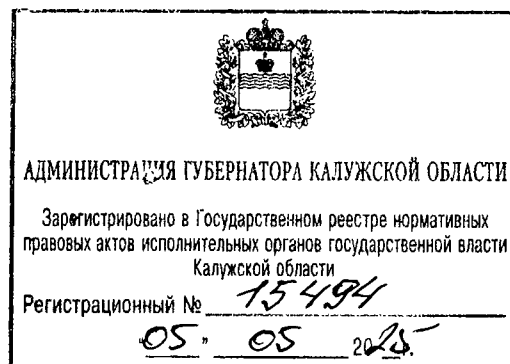 АДМИНИСТРАЦИЯ ГУБЕРНАТОРА КАЛУЖСКОЙ ОБЛАСТИ
Зарегистрировано в Государственном реестре нормативных
правовых актов исполнительных органов государственной власти
Калужской области
Регистрационный № 15494
"05" 05 2025.